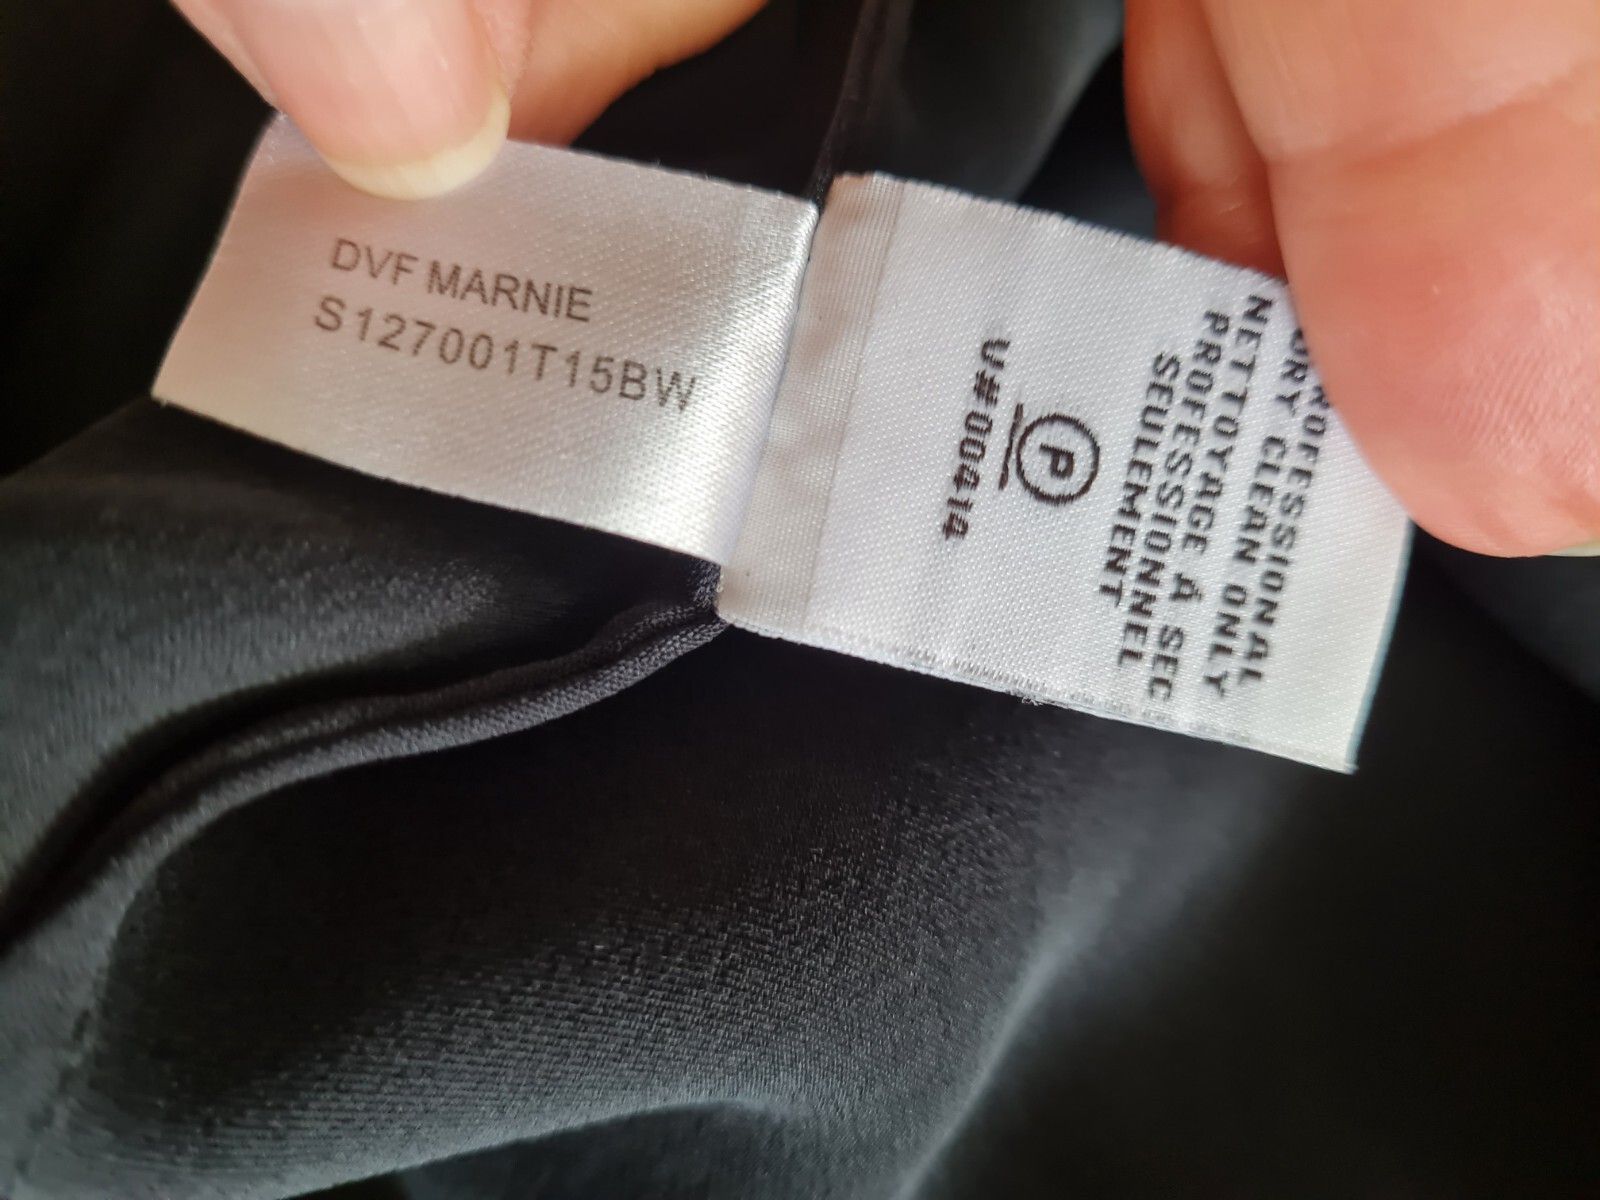 DVF MARNIE
S127001T15BW
PROFESSIONAL
DRY CLEAN ONLY
NETTOYAGE À SEC
PROFESSIONNEL
SEULEMENT
P
V#00414